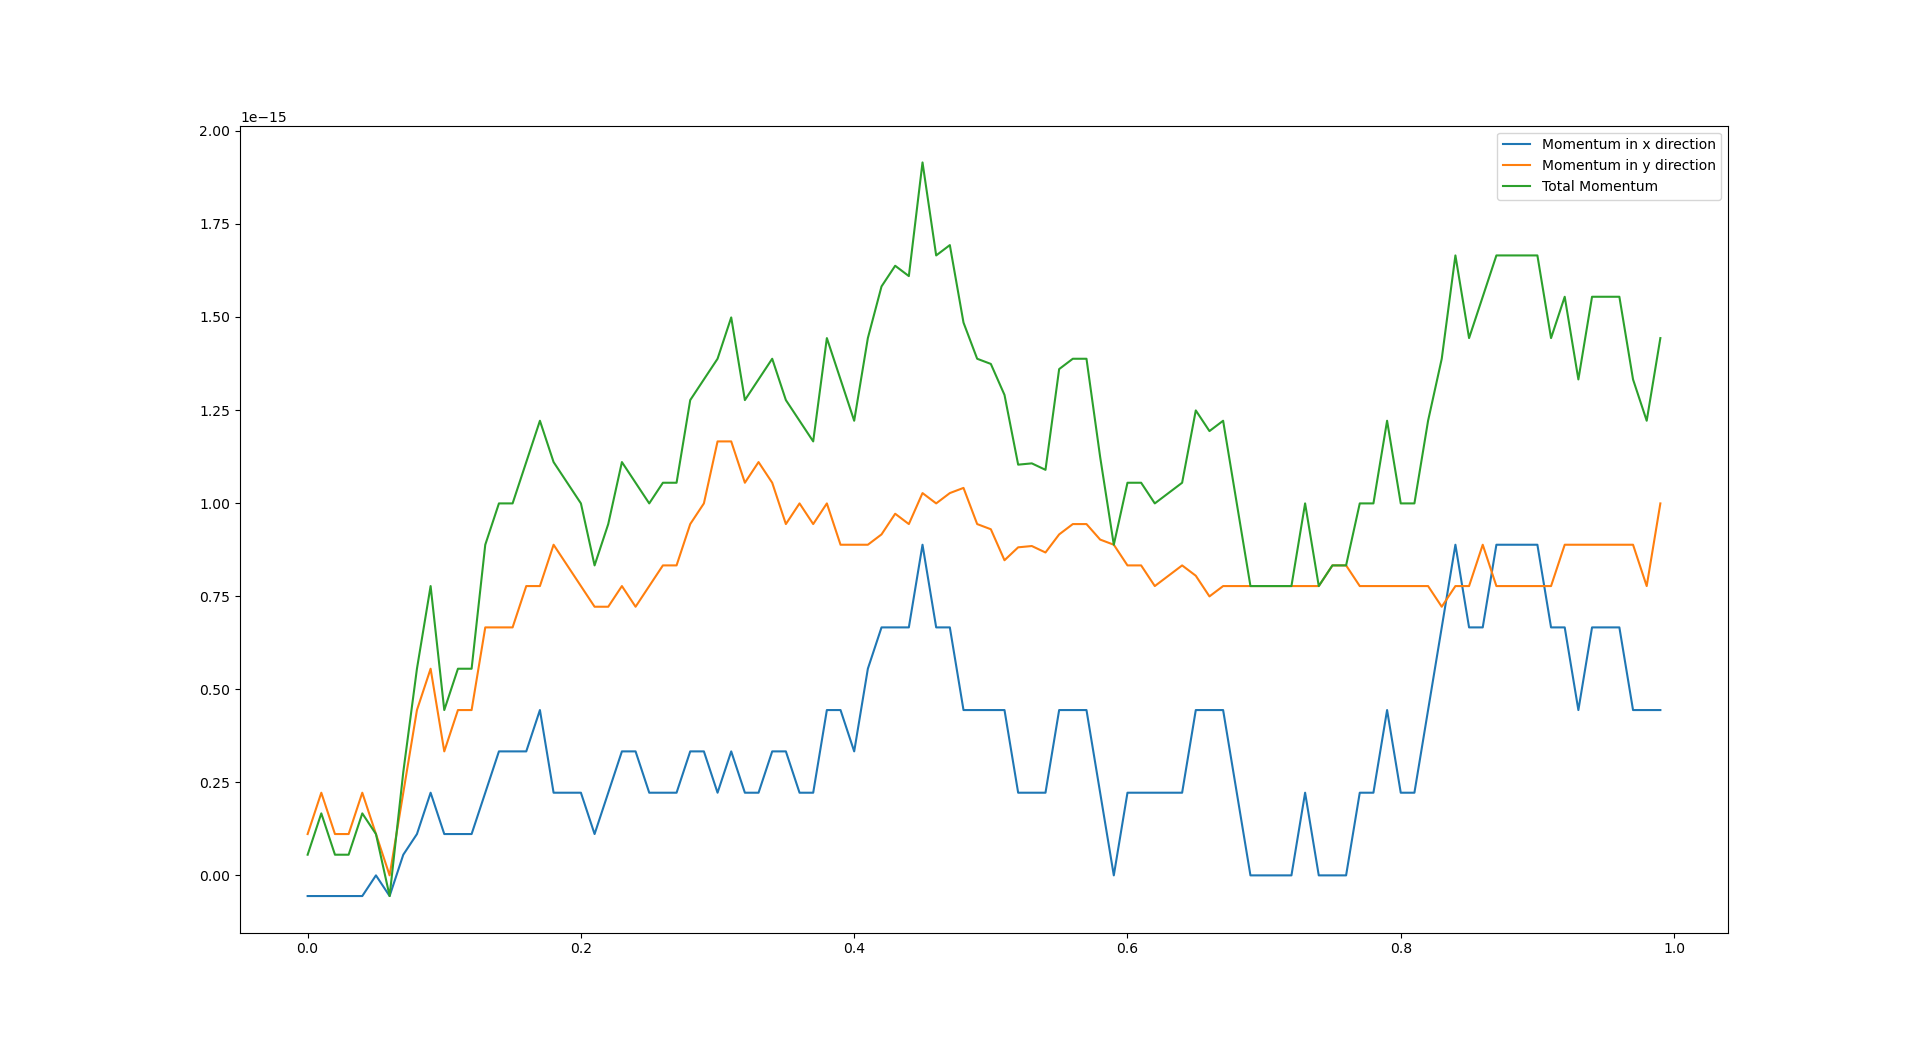 1e−15
2.00
1.75
1.50
1.25
1.00
0.75
0.50
0.25
0.00
0.0 0.2 0.4 0.6 0.8 1.0
Momentum in x direction
Momentum in y direction
Total Momentum